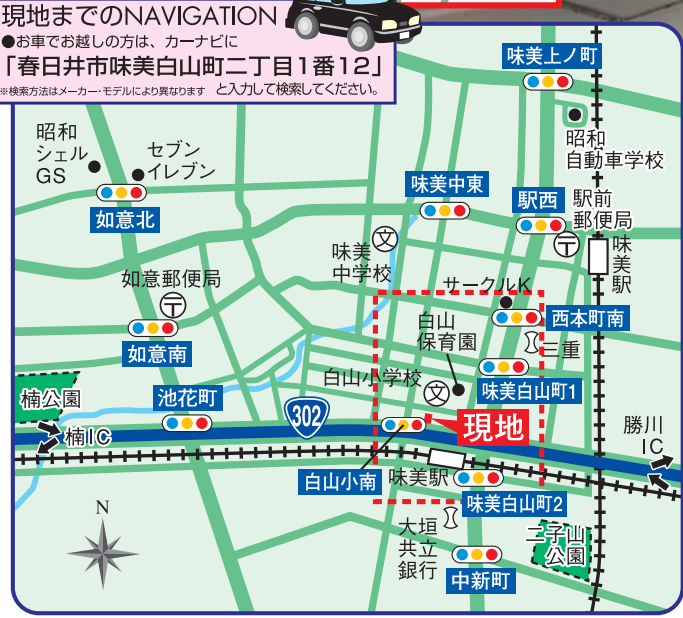 現地までのNAVIGATION
●お車でお越しの方は、カーナビに
「春日井市味美白山町二丁目1番12」
※検索方法はメーカー・モデルにより異なります と入力して検索してください。
味美上ノ町
昭和
自動車学校
昭和
シェル
GS
セブン
イレブン
如意北
味美中東
駅西
駅前
郵便局
味美駅
味美
中学校
文
如意郵便局
サークルK
西本町南
白山
保育園
三重
如意南
味美白山町1
白山小学校
文
楠公園
池花町
302
現地
楠IC
勝川
IC
白山小南
味美駅
味美白山町2
N
大垣
共立
銀行
二子山
公園
中新町